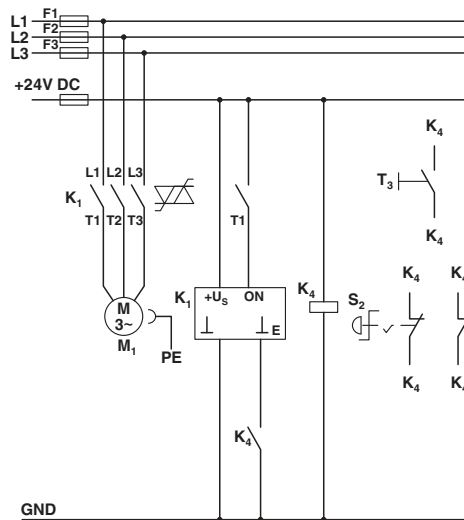 L1 F1
L2 F2
L3 F3
+24V DC
K4
L1 L2 L3
K1
T3
T1 T2 T3
T1
K4
K1 +US ON
K4
S2
K4 K4
M
3~
M1
E
PE
K4 K4
K4
GND